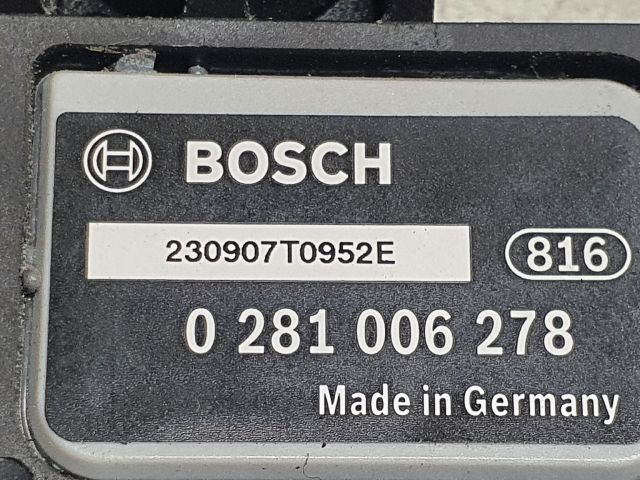 BOSCH
230907T0952E
816
0 281 006 278
Made in Germany